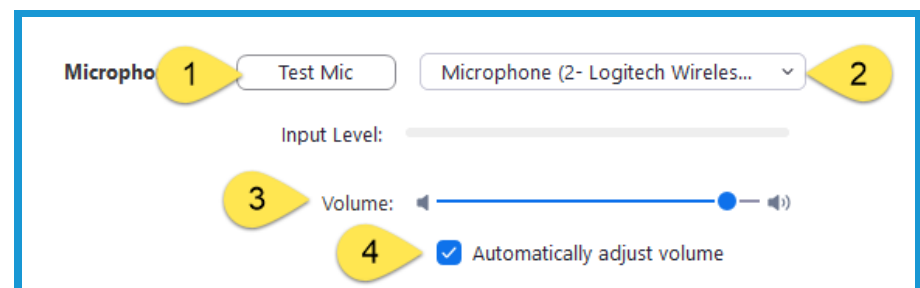 Micropho 1 Test Mic Microphone (2- Logitech Wireles... 2
Input Level:
3 Volume:
4 Automatically adjust volume